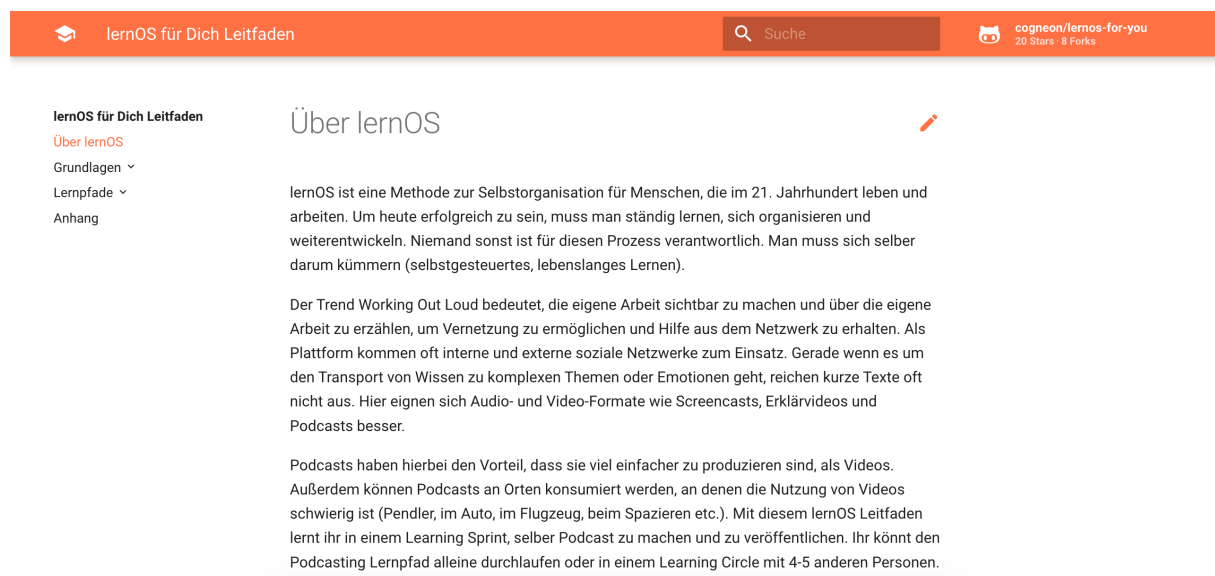 lernOS für Dich Leitfaden
Suche
cogneon/lernos-for-you
20 Stars · 8 Forks
lernOS für Dich Leitfaden
Über lernOS
Grundlagen
Lernpfade
Anhang
Über lernOS
lernOS ist eine Methode zur Selbstorganisation für Menschen, die im 21. Jahrhundert leben und
arbeiten. Um heute erfolgreich zu sein, muss man ständig lernen, sich organisieren und
weiterentwickeln. Niemand sonst ist für diesen Prozess verantwortlich. Man muss sich selber
darum kümmern (selbstgesteuertes, lebenslanges Lernen).
Der Trend Working Out Loud bedeutet, die eigene Arbeit sichtbar zu machen und über die eigene
Arbeit zu erzählen, um Vernetzung zu ermöglichen und Hilfe aus dem Netzwerk zu erhalten. Als
Plattform kommen oft interne und externe soziale Netzwerke zum Einsatz. Gerade wenn es um
den Transport von Wissen zu komplexen Themen oder Emotionen geht, reichen kurze Texte oft
nicht aus. Hier eignen sich Audio- und Video-Formate wie Screencasts, Erklärvideos und
Podcasts besser.
Podcasts haben hierbei den Vorteil, dass sie viel einfacher zu produzieren sind, als Videos.
Außerdem können Podcasts an Orten konsumiert werden, an denen die Nutzung von Videos
schwierig ist (Pendler, im Auto, im Flugzeug, beim Spazieren etc.). Mit diesem lernOS Leitfaden
lernt ihr in einem Learning Sprint, selber Podcast zu machen und zu veröffentlichen. Ihr könnt den
Podcasting Lernpfad alleine durchlaufen oder in einem Learning Circle mit 4-5 anderen Personen.